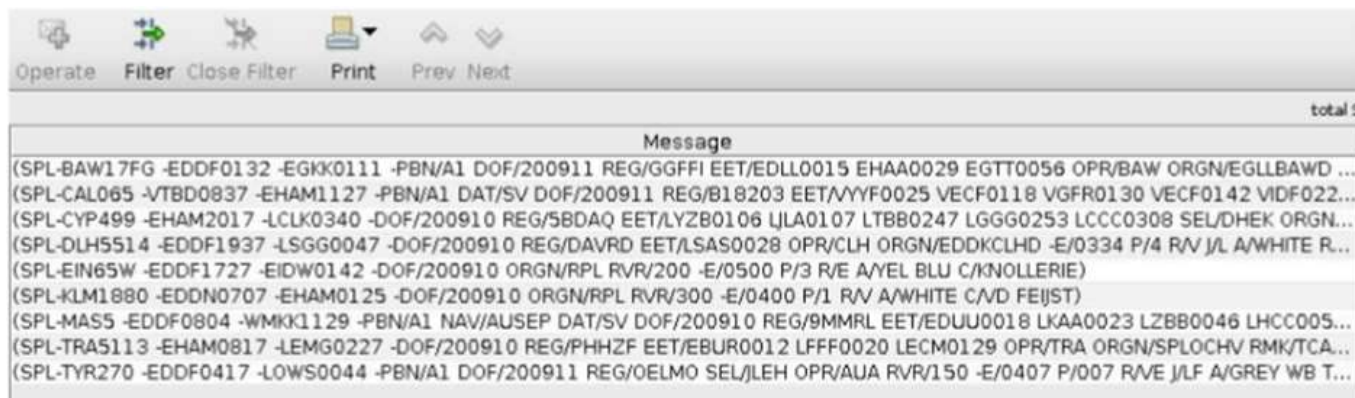 Operate Filter Close Filter Print Prev Next
total
Message
(SPL-BAW17FG -EDDF0132 -EGKK0111 -PBN/A1 DOF/200911 REG/GGFFI EET/EDLL0015 EHAA0029 EGTT0056 OPR/BAW ORGN/EGLLBAWD ...
(SPL-CAL065 -VTBD0837 -EHAM1127 -PBN/A1 DAT/SV DOF/200911 REG/B18203 EET/VYYF0025 VECF0118 VGFR0130 VECF0142 VIDF022...
(SPL-CYP499 -EHAM2017 -LCLK0340 -DOF/200910 REG/5BDAQ EET/LYZB0106 LJLA0107 LTBB0247 LGGG0253 LCCC0308 SEL/DHEK ORGN...
(SPL-DLH5514 -EDDF1937 -LSGG0047 -DOF/200910 REG/DAVRD EET/LSAS0028 OPR/CLH ORGN/EDDKCLHD -E/0334 P/4 R/V J/L A/WHITE R...
(SPL-EIN65W -EDDF1727 -EIDW0142 -DOF/200910 ORGN/RPL RVR/200 -E/0500 P/3 R/E A/YEL BLU C/KNOLLERIE)
(SPL-KLM1880 -EDDN0707 -EHAM0125 -DOF/200910 ORGN/RPL RVR/300 -E/0400 P/1 R/V A/WHITE C/VD FEIJST)
(SPL-MAS5 -EDDF0804 -WMKK1129 -PBN/A1 NAV/AUSEP DAT/SV DOF/200910 REG/9MMRL EET/EDUU0018 LKAA0023 LZBB0046 LHCC005...
(SPL-TRA5113 -EHAM0817 -LEMG0227 -DOF/200910 REG/PHHZF EET/EBUR0012 LFFF0020 LECM0129 OPR/TRA ORGN/SPLOCHV RMK/TCA...
(SPL-TYR270 -EDDF0417 -LOWS0044 -PBN/A1 DOF/200911 REG/OELMO SEL/JLEH OPR/AUA RVR/150 -E/0407 P/007 R/VE J/LF A/GREY WB T...